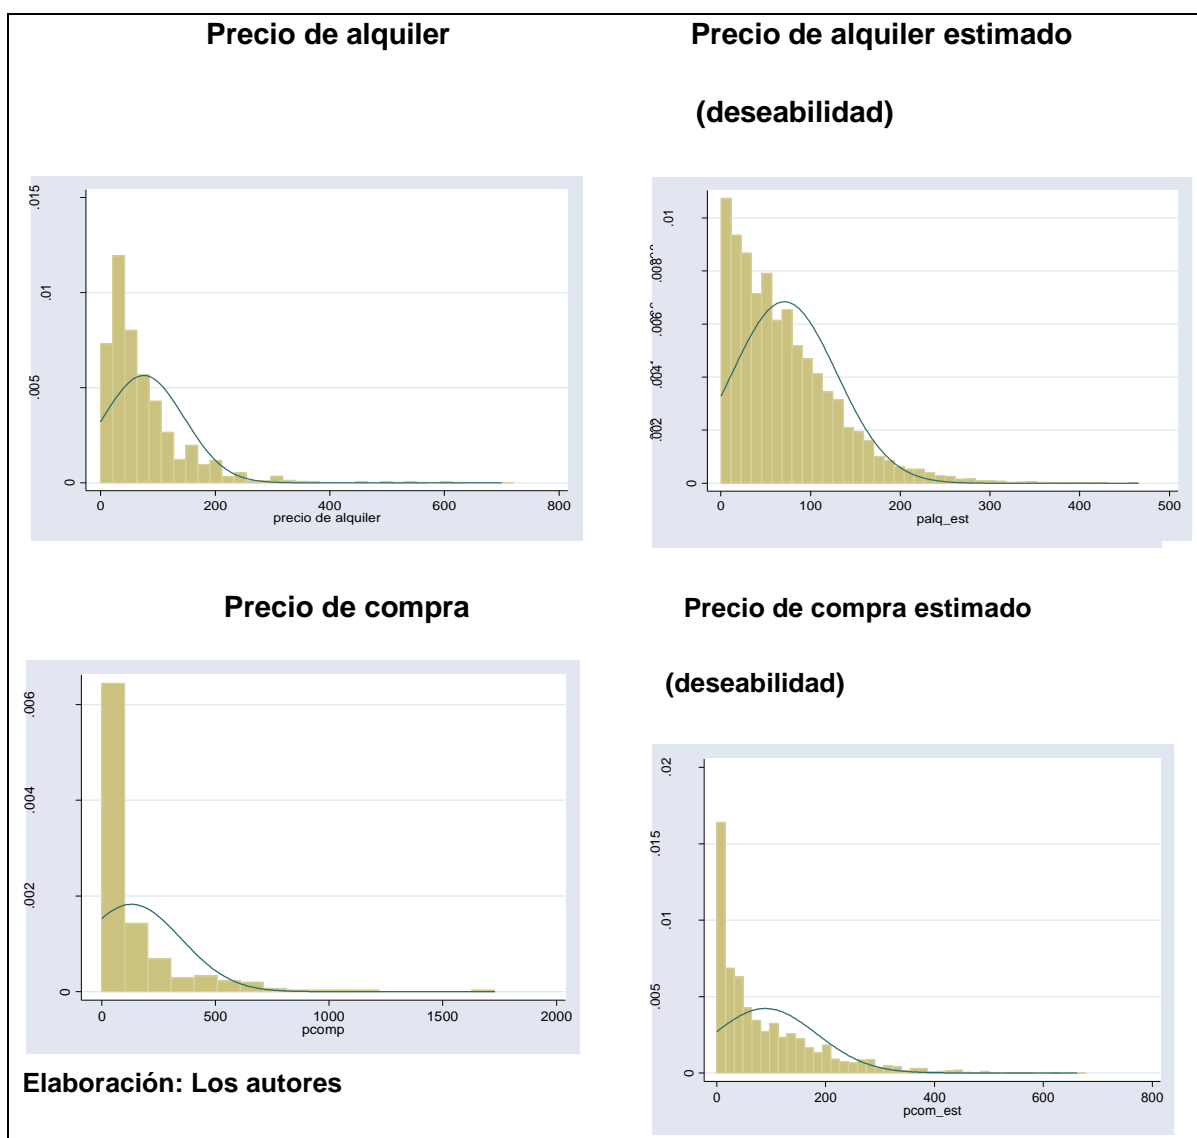 Precio de alquiler
Precio de alquiler estimado
(deseabilidad)
.015
.01
.005
0
0 200 400 600 800
precio de alquiler
.01
.008
.006
.004
.002
0
0 100 200 300 400 500
palq_est
Precio de compra
Precio de compra estimado
(deseabilidad)
.006
.004
.002
0
0 500 1000 1500 2000
pcomp
.02
.015
.01
.005
0
0 200 400 600 800
pcom_est
Elaboración: Los autores